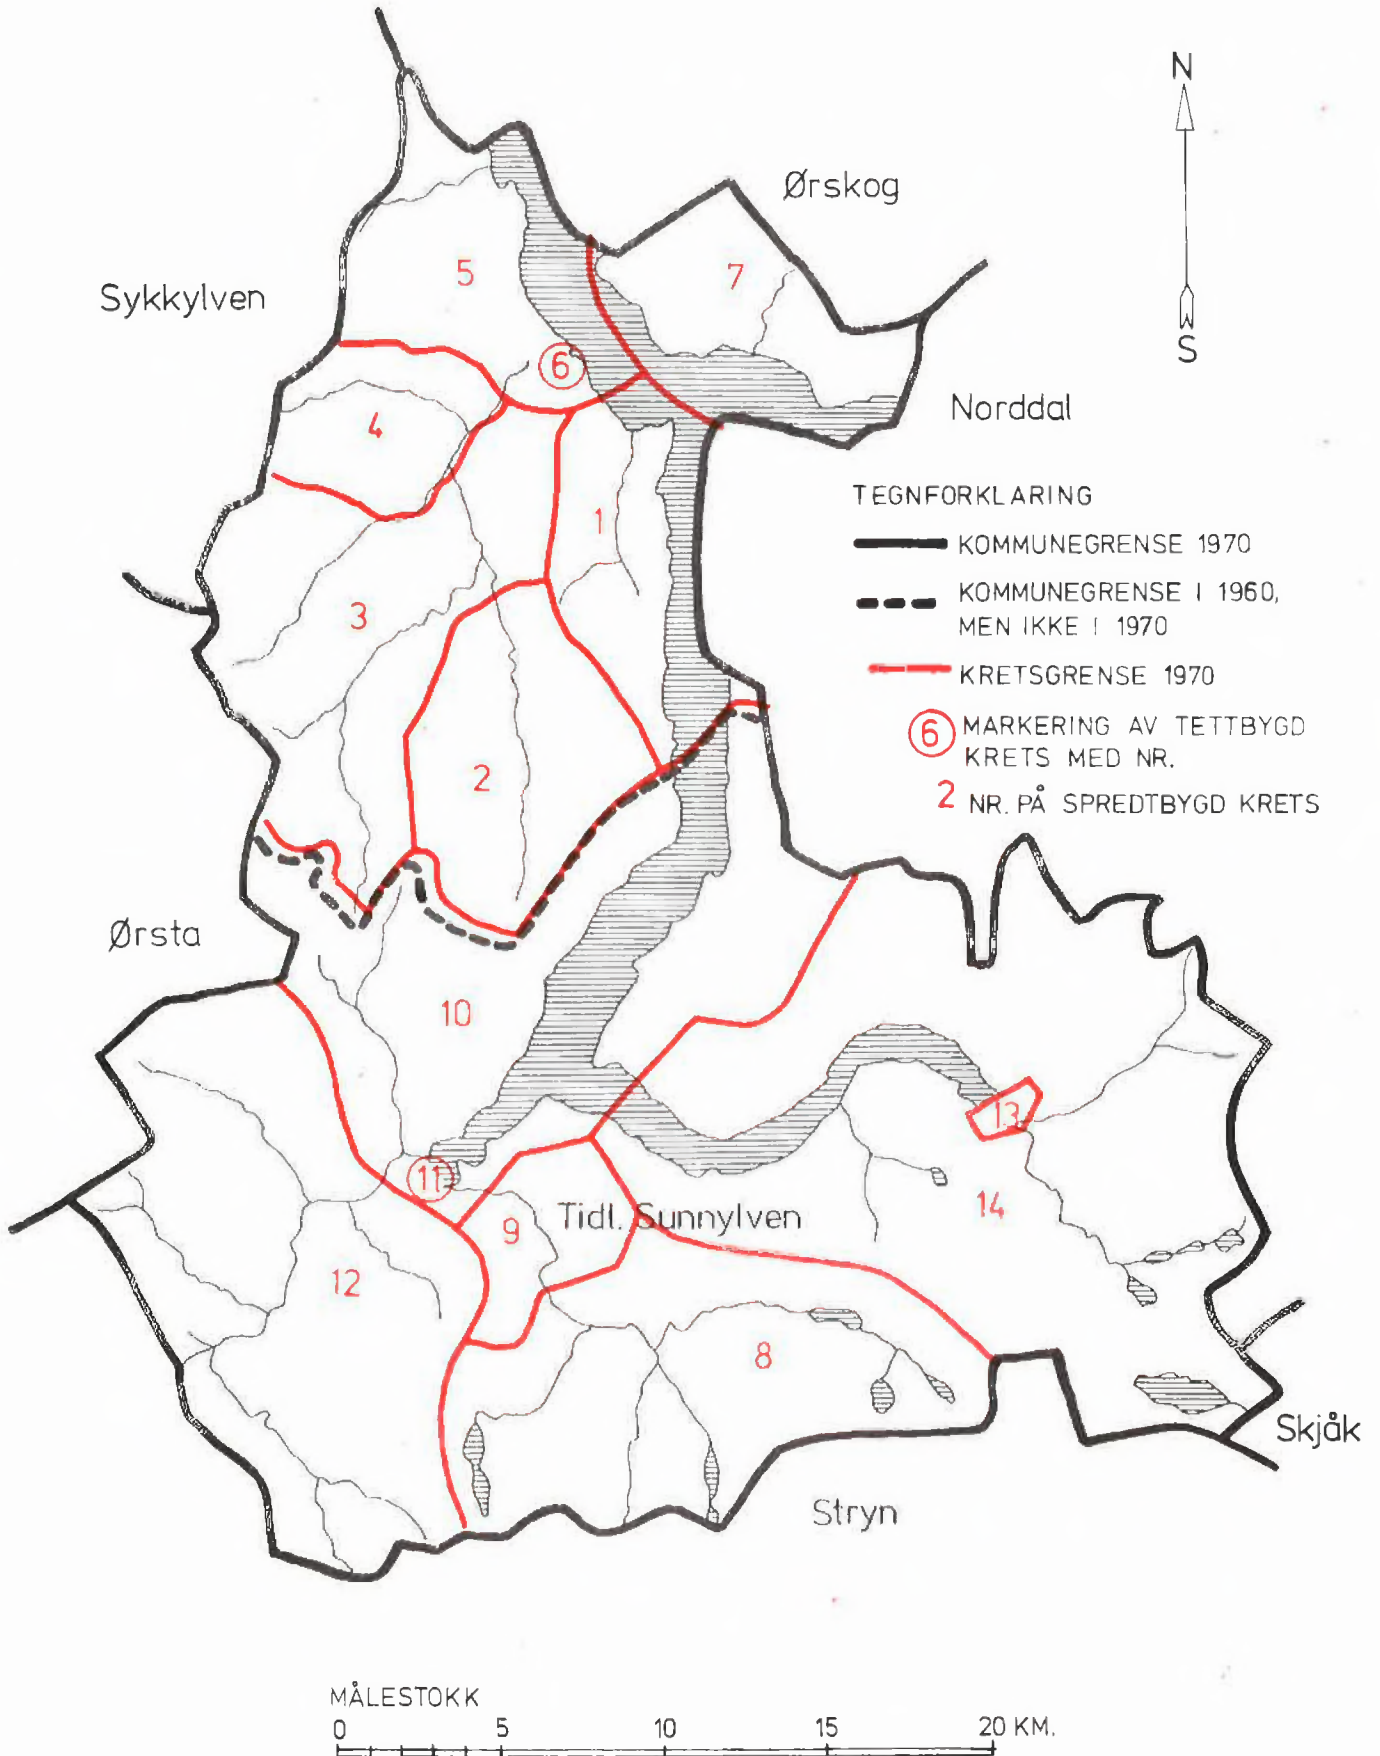 N
S
Ørskog
Sykkylven
Norddal
5
7
6
4
1
3
2
TEGNFORKLARING
KOMMUNEGRENSE 1970
KOMMUNEGRENSE I 1960,
MEN IKKE I 1970
KRETSGRENSE 1970
6 MARKERING AV TETTBYGD
KRETS MED NR.
2 NR. PÅ SPREDTBYGD KRETS
Ørsta
10
13
11
9
Tidl. Sunnylven
14
12
8
Skjåk
Stryn
MÅLESTOKK
0 5 10 15 20 KM.